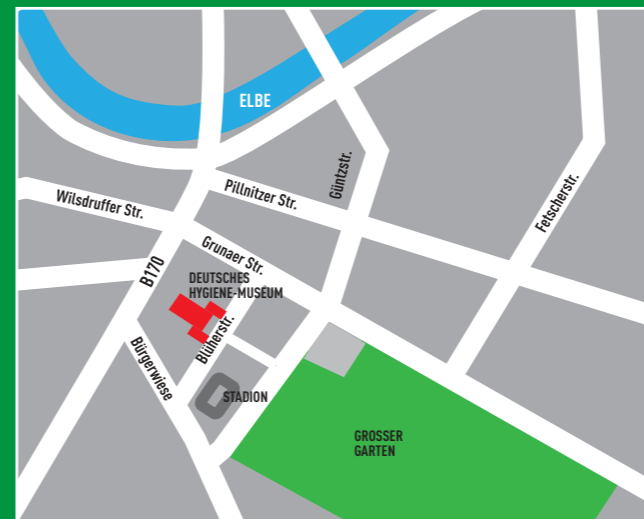 ELBE
Güntzstr.
Fetscherstr.
Pillnitzer Str.
Wilsdruffer Str.
Grunaer Str.
B170
DEUTSCHES
HYGIENE-MUSEUM
Blüherstr.
Bürgerwiese
STADION
GROSSER
GARTEN